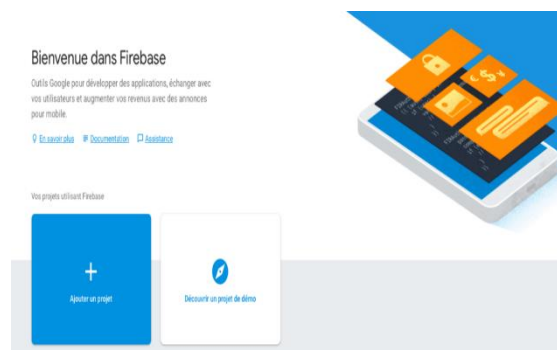 Bienvenue dans Firebase
Outils Google pour développer des applications, échanger avec
vos utilisateurs et augmenter vos revenus avec des annonces
pour mobile.
En savoir plus Documentation Assistance
Vos projets utilisant Firebase
Ajouter un projet
Découvrir un projet de démo